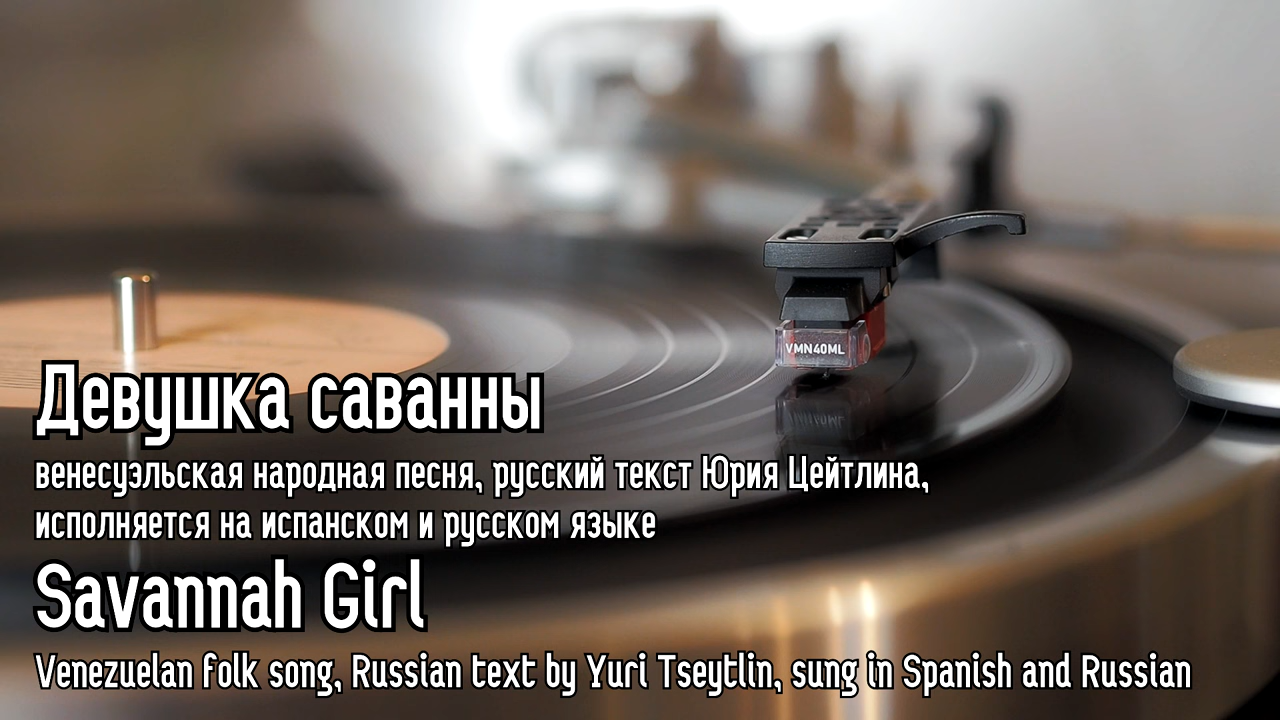 VMN40ML
Девушка саванны
венесуэльская народная песня, русский текст Юрия Цейтлина,
исполняется на испанском и русском языке
Savannah Girl
Venezuelan folk song, Russian text by Yuri Tseytlin, sung in Spanish and Russian